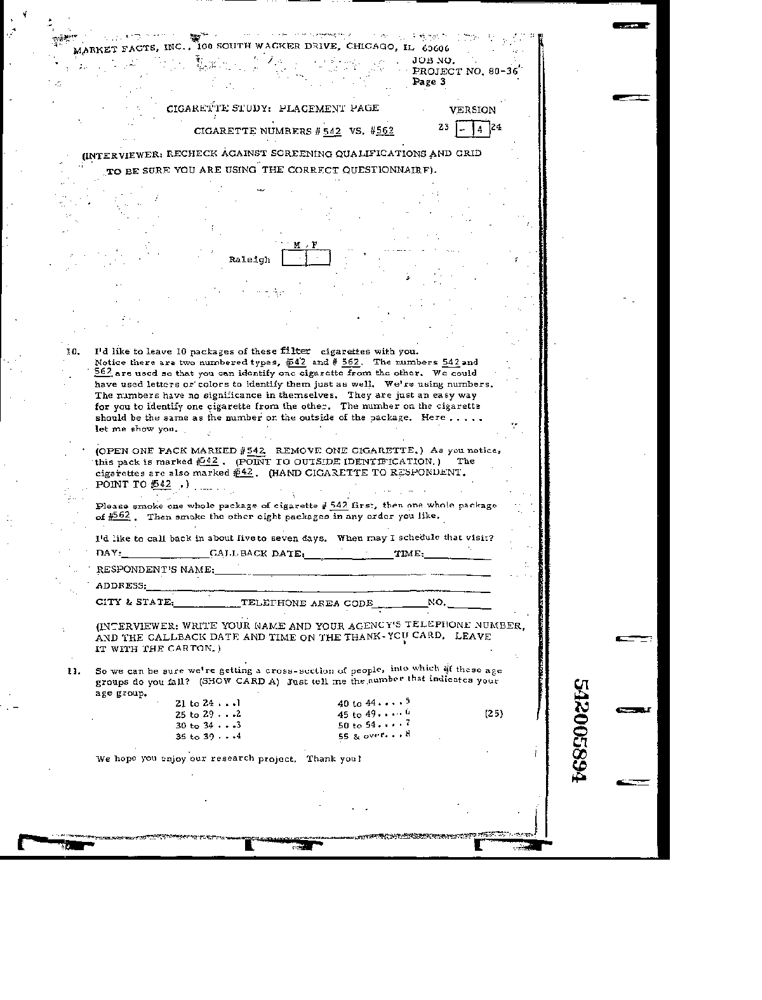 MARKET FACTS, INC., 100 SOUTH WACKER DRIVE, CHICAGO, IL 60606
JOB NO.
PROJECT NO. 80-36
Page 3
CIGARETTE STUDY: PLACEMENT PAGE VERSION
CIGARETTE NUMBERS # 542 VS. #562 23 - 4 24
(INTERVIEWER: RECHECK AGAINST SCREENING QUALIFICATIONS AND GRID
TO BE SURE YOU ARE USING THE CORRECT QUESTIONNAIRE).
M F
Raleigh
10. I'd like to leave 10 packages of these filter cigarettes with you.
Notice there are two numbered types, #542 and # 562. The numbers 542 and
562 are used so that you can identify one cigarette from the other. We could
have used letters or colors to identify them just as well. We're using numbers.
The numbers have no significance in themselves. They are just an easy way
for you to identify one cigarette from the other. The number on the cigarette
should be the same as the number on the outside of the package. Here .....
let me show you.
(OPEN ONE PACK MARKED #542. REMOVE ONE CIGARETTE.) As you notice,
this pack is marked #542. (POINT TO OUTSIDE IDENTIFICATION.) The
cigarettes are also marked #542. (HAND CIGARETTE TO RESPONDENT.
POINT TO #542 .)
Please smoke one whole package of cigarette # 542 first, then one whole package
of #562. Then smoke the other eight packages in any order you like.
I'd like to call back in about five to seven days. When may I schedule that visit?
DAY: CALLBACK DATE: TIME:
RESPONDENT'S NAME:
ADDRESS:
CITY & STATE: TELEPHONE AREA CODE NO.
(INTERVIEWER: WRITE YOUR NAME AND YOUR AGENCY'S TELEPHONE NUMBER,
AND THE CALLBACK DATE AND TIME ON THE THANK-YOU CARD. LEAVE
IT WITH THE CARTON.)
11. So we can be sure we're getting a cross-section of people, into which of these age
groups do you fall? (SHOW CARD A) Just tell me the number that indicates your
age group.
21 to 24 ...1 40 to 44....5
25 to 29 ...2 45 to 49....6 (25)
30 to 34 ...3 50 to 54....7
35 to 39 ...4 55 & over...8
We hope you enjoy our research project. Thank you!
542005894